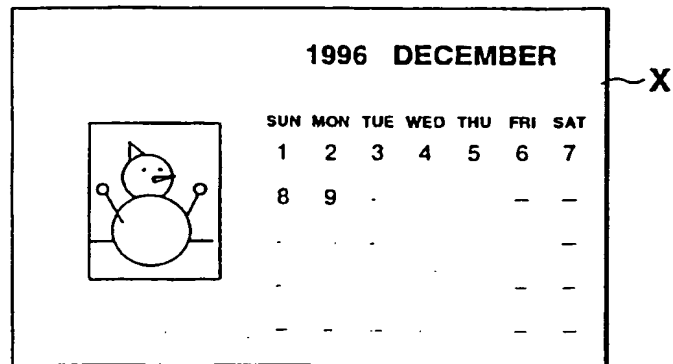 1996 DECEMBER
X
SUN MON TUE WED THU FRI SAT
1 2 3 4 5 6 7
8 9 · – –
· · · –
· – –
– – – – –